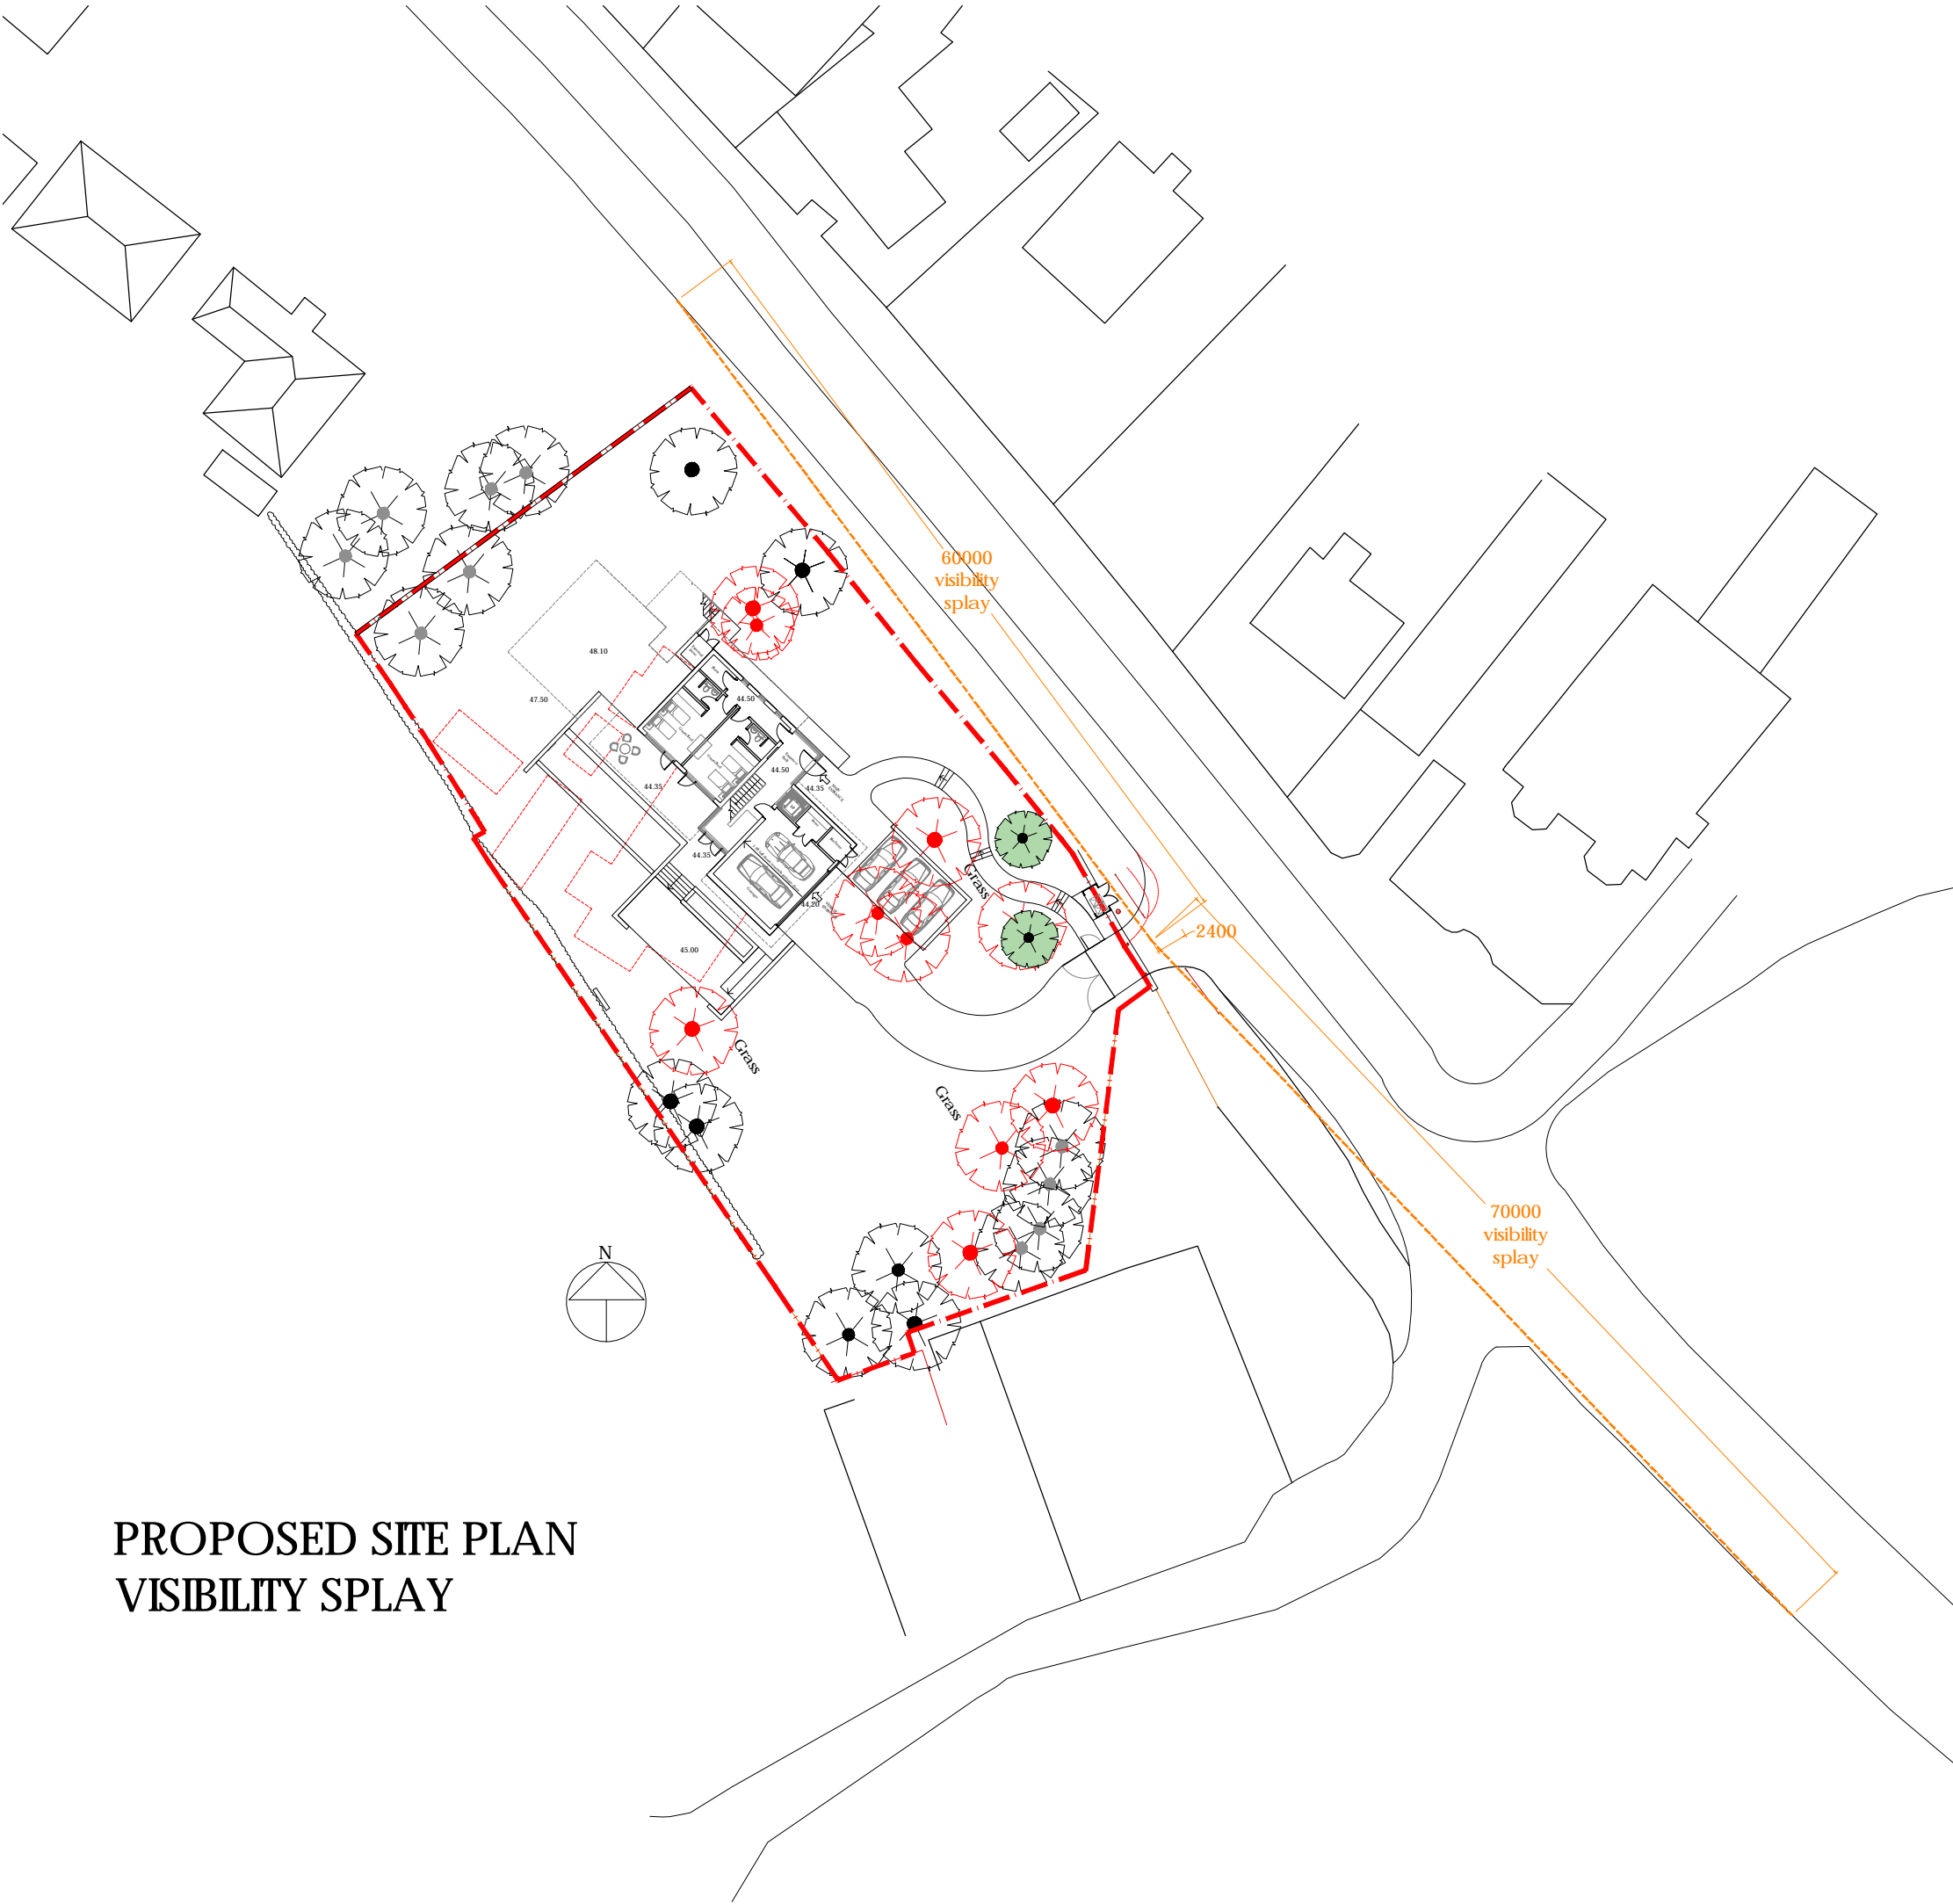 60000
visibility
splay
48.10
47.50
44.50
44.50
44.35
44.35
44.35
44.20
45.00
Grass
2400
Grass
Grass
70000
visibility
splay
N
PROPOSED SITE PLAN
VISIBILITY SPLAY